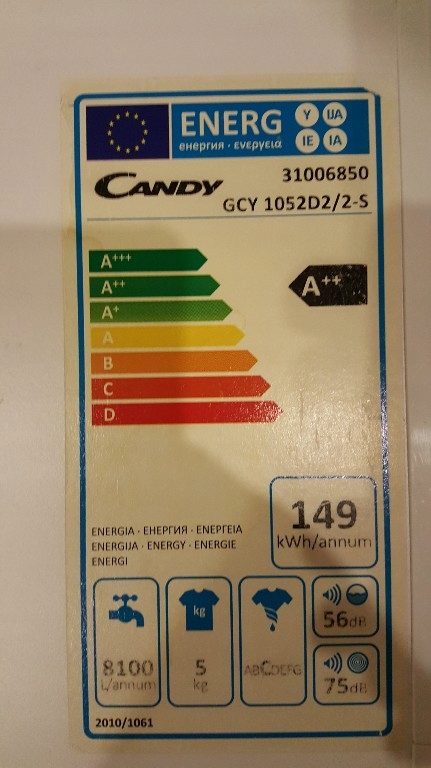 ENERG
енергия · ενεργεια
Y IJA
IE IA
CANDY
31006850
GCY 1052D2/2-S
A+++
A++
A+
A
B
C
D
A++
149
kWh/annum
ENERGIA · ЕНЕРГИЯ · ΕΝΕΡΓΕΙΑ
ENERGIJA · ENERGY · ENERGIE
ENERGI
8100
L/annum
kg
5
kg
ABCDEFG
56dB
75dB
2010/1061